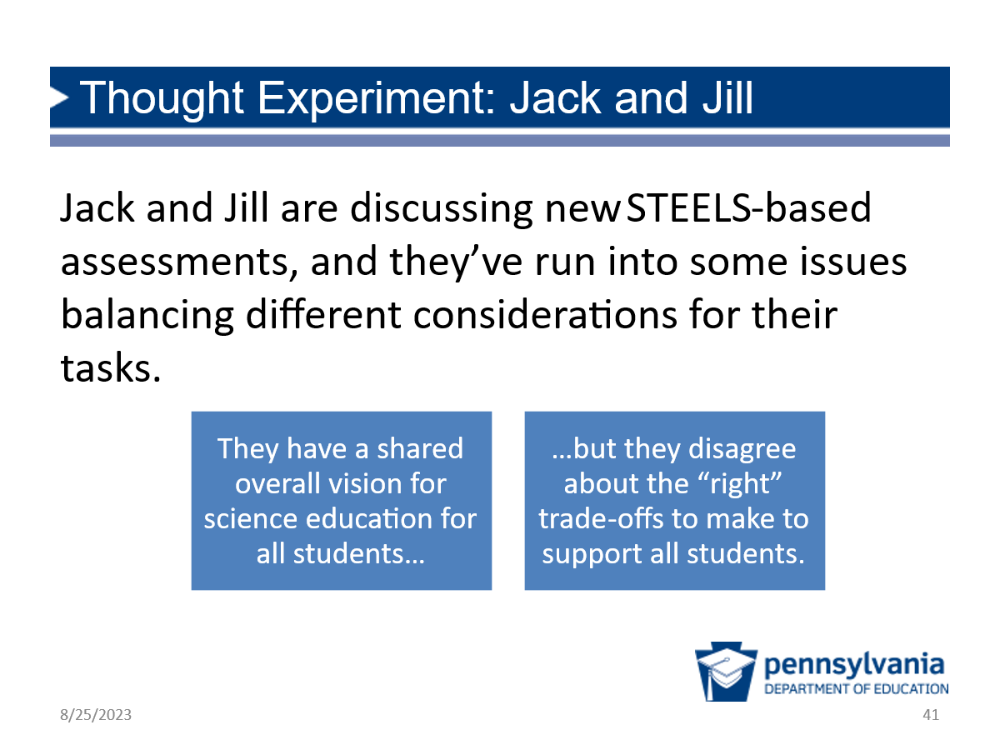 Thought Experiment: Jack and Jill
Jack and Jill are discussing new STEELS-based
assessments, and they’ve run into some issues
balancing different considerations for their
tasks.
They have a shared
overall vision for
science education for
all students…
…but they disagree
about the “right”
trade-offs to make to
support all students.
pennsylvania
DEPARTMENT OF EDUCATION
8/25/2023
41